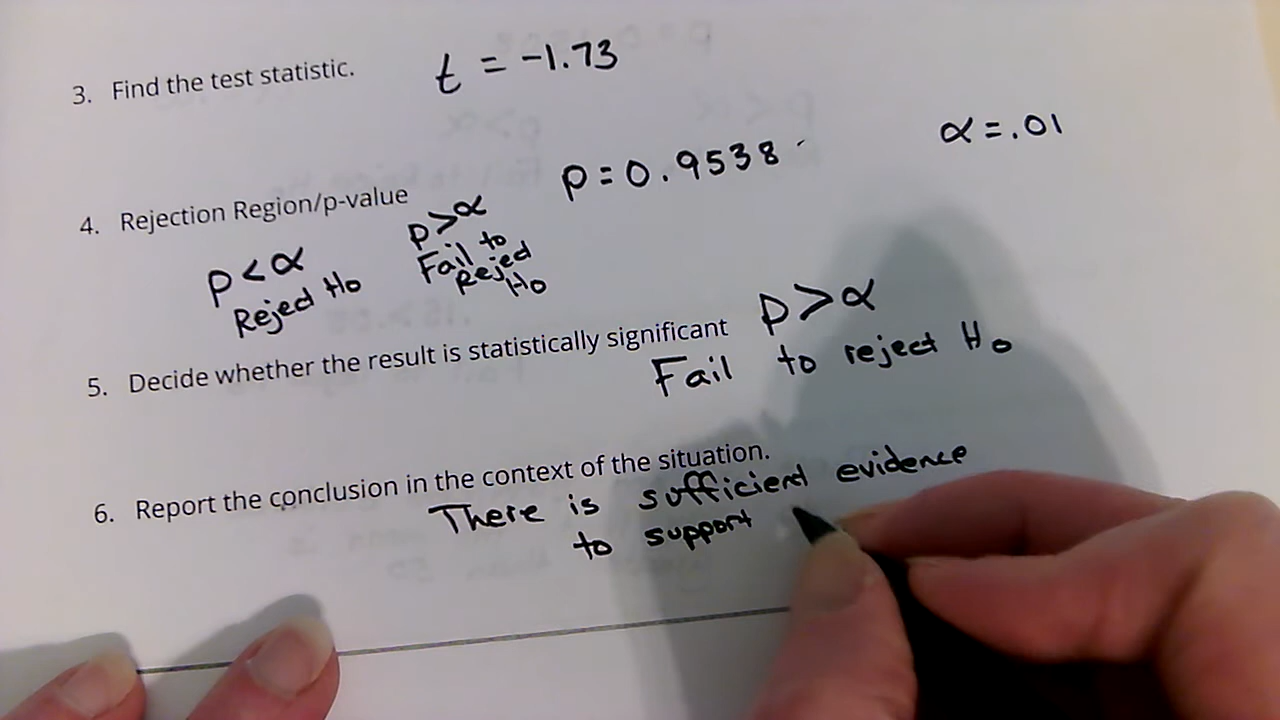 3. Find the test statistic. t = -1.73
α = .01
4. Rejection Region/p-value p = 0.9538
p < α
Reject Ho
p > α
Fail to
Reject
Ho
5. Decide whether the result is statistically significant p > α
Fail to reject Ho
6. Report the conclusion in the context of the situation.
There is sufficient evidence
to support